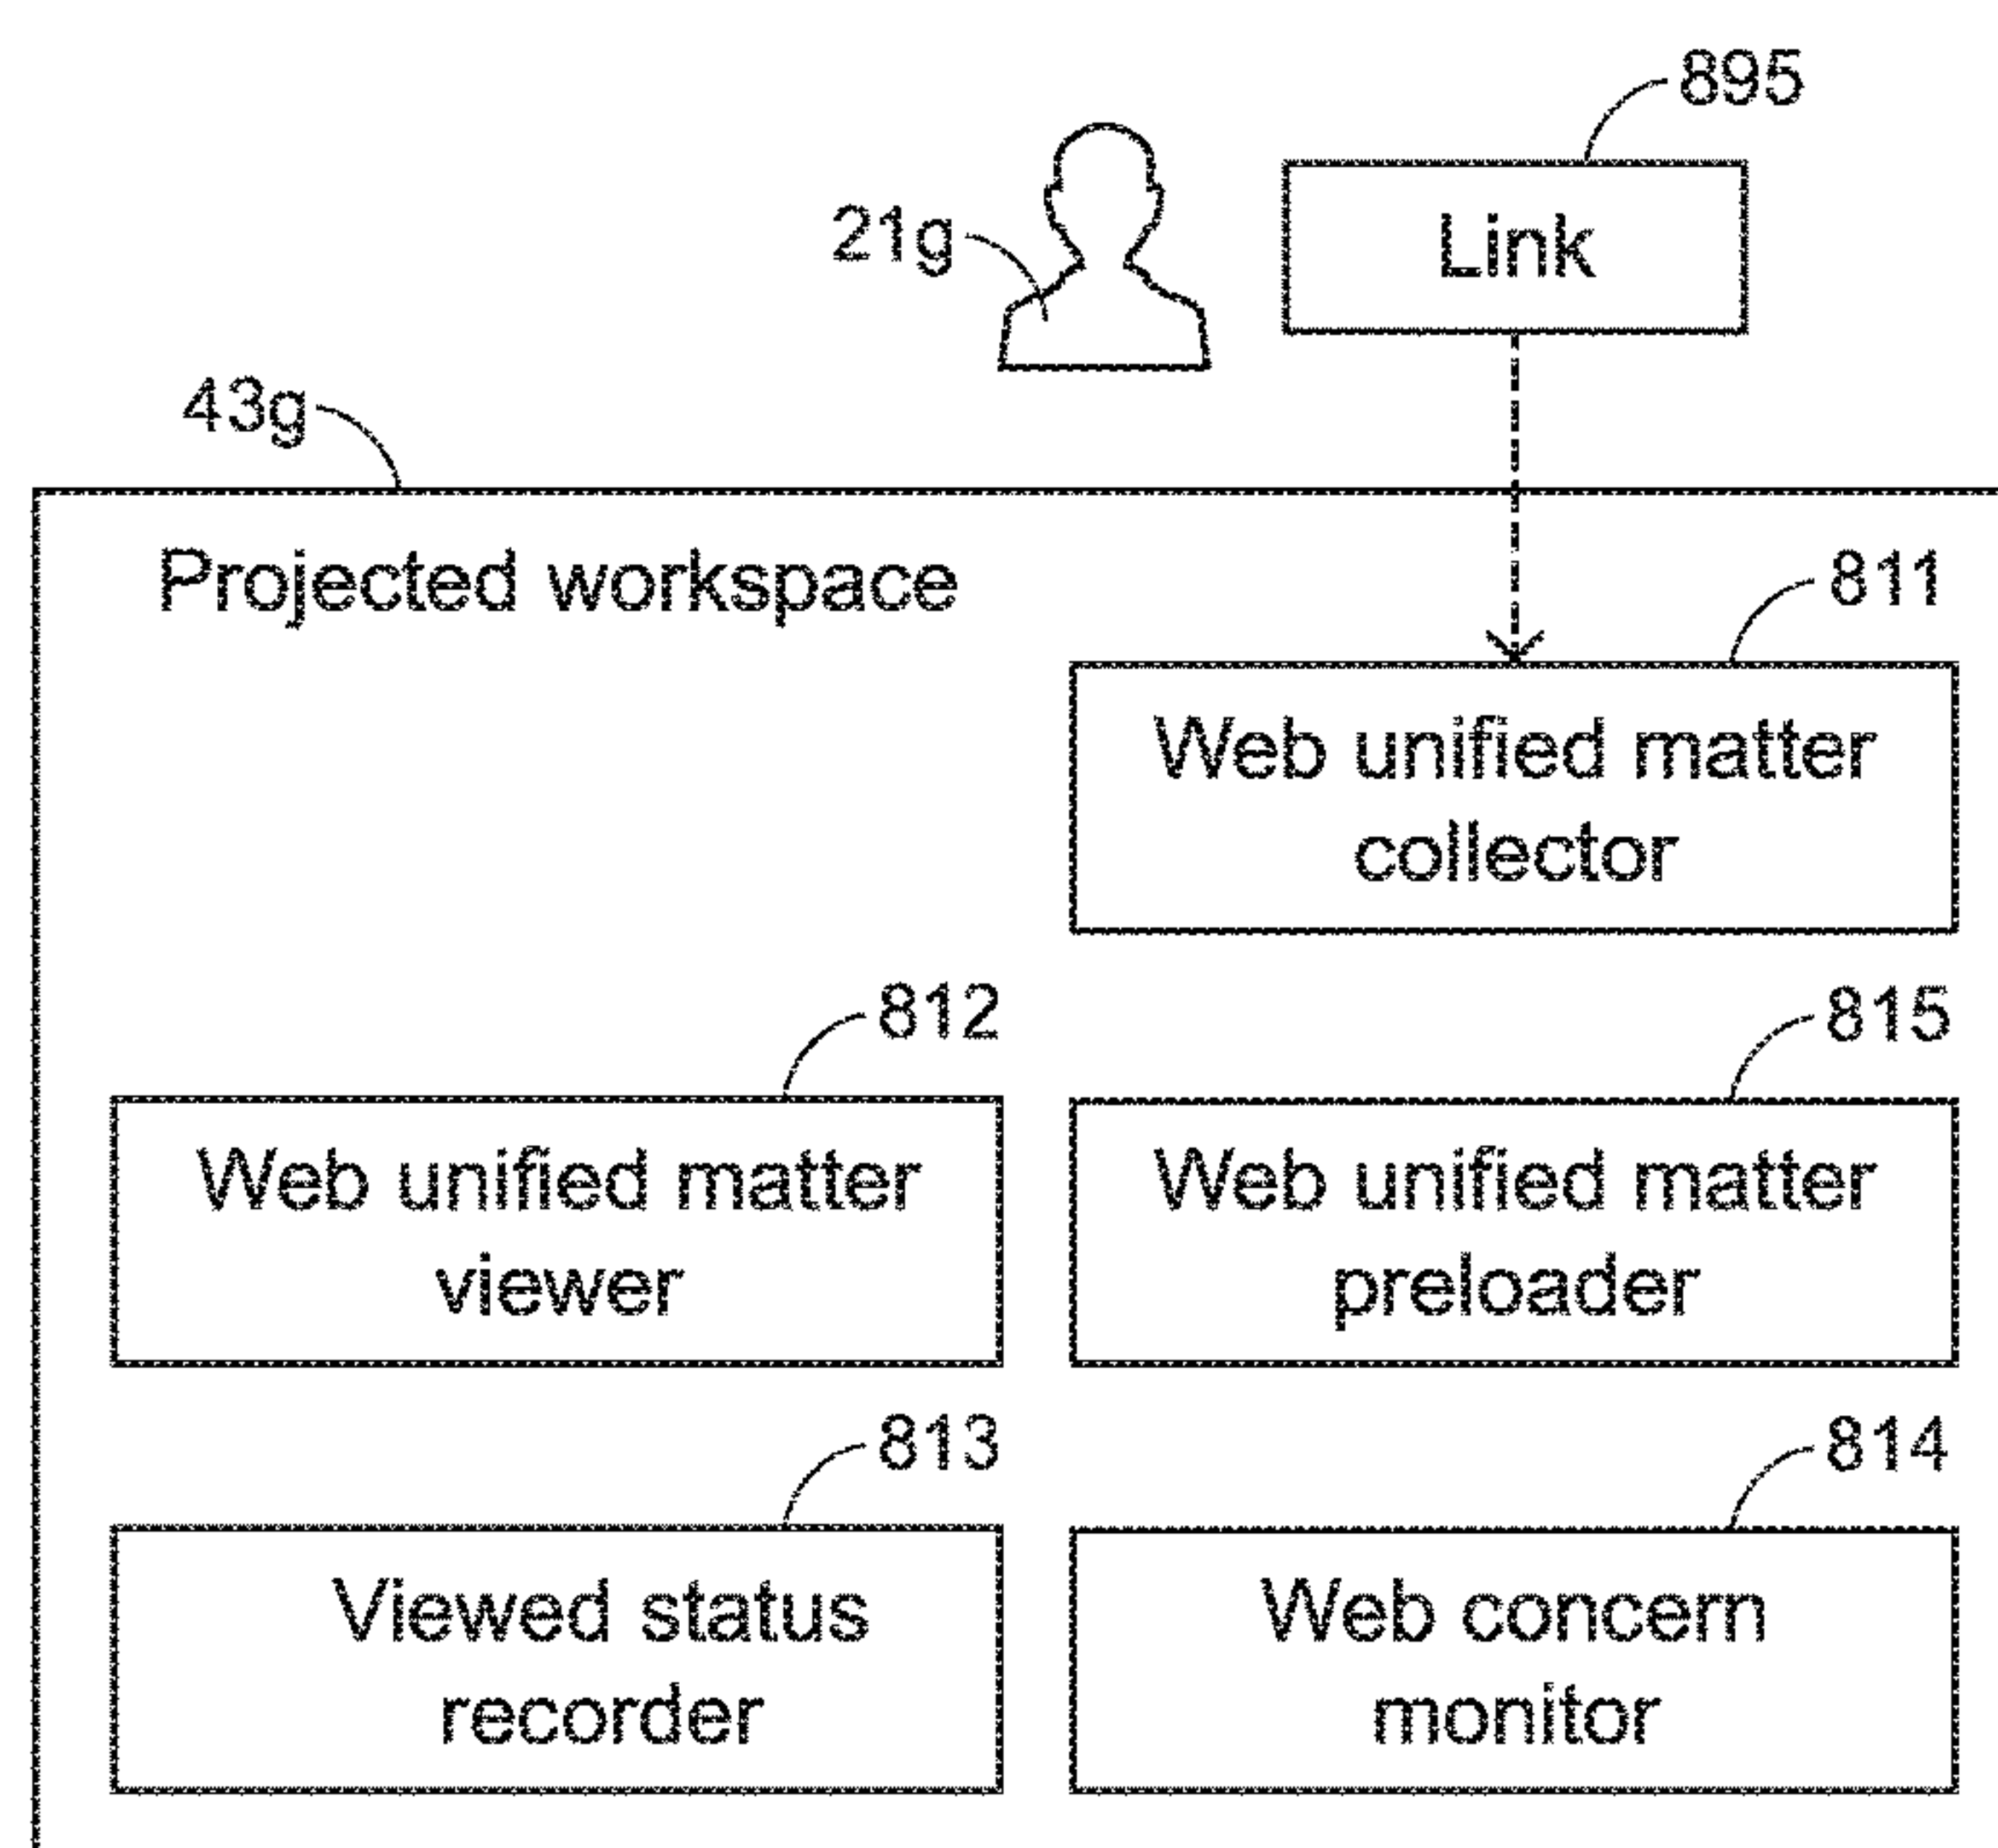 895
21g
Link
43g
Projected workspace
811
Web unified matter
collector
812
815
Web unified matter
viewer
Web unified matter
preloader
813
814
Viewed status
recorder
Web concern
monitor